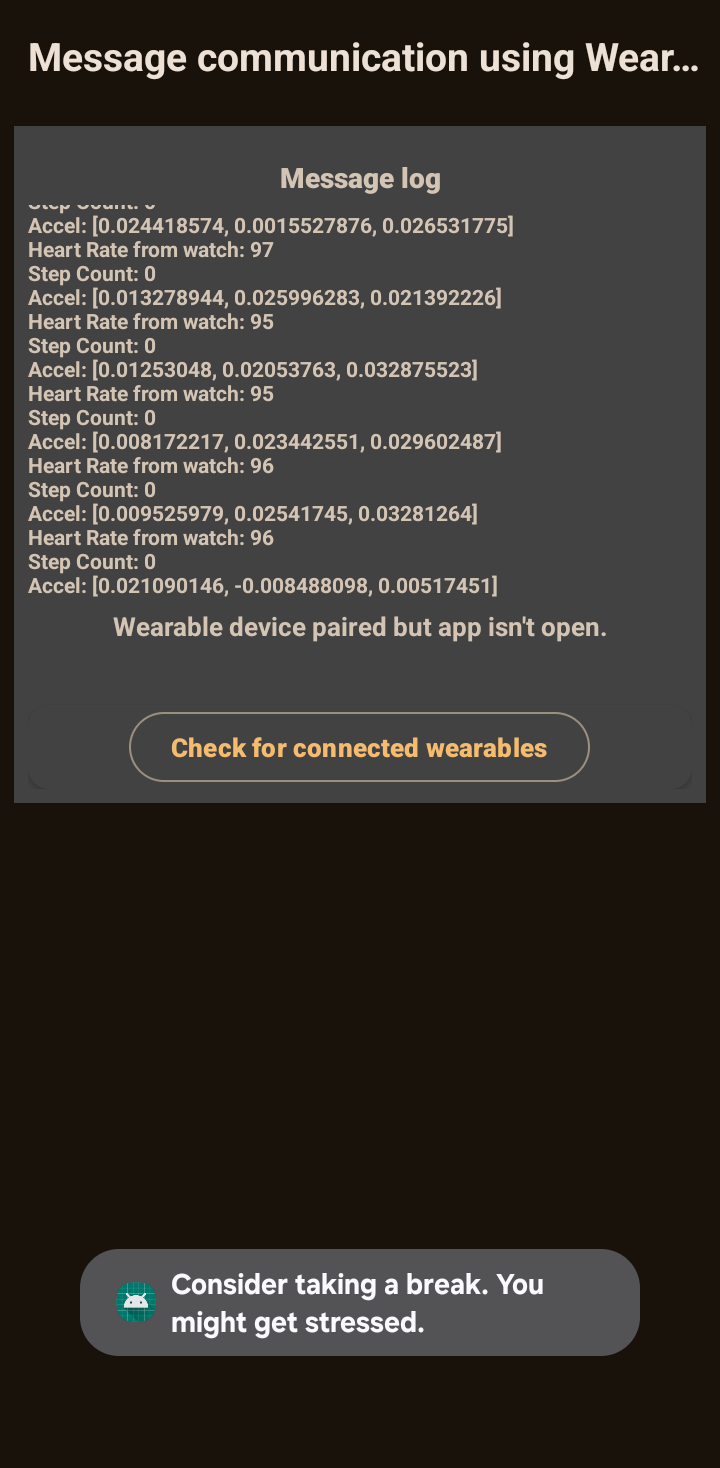 Message communication using Wear...
Message log
Step Count: 0
Accel: [0.024418574, 0.0015527876, 0.026531775]
Heart Rate from watch: 97
Step Count: 0
Accel: [0.013278944, 0.025996283, 0.021392226]
Heart Rate from watch: 95
Step Count: 0
Accel: [0.01253048, 0.02053763, 0.032875523]
Heart Rate from watch: 95
Step Count: 0
Accel: [0.008172217, 0.023442551, 0.029602487]
Heart Rate from watch: 96
Step Count: 0
Accel: [0.009525979, 0.02541745, 0.03281264]
Heart Rate from watch: 96
Step Count: 0
Accel: [0.021090146, -0.008488098, 0.00517451]
Wearable device paired but app isn't open.
Check for connected wearables
Consider taking a break. You
might get stressed.